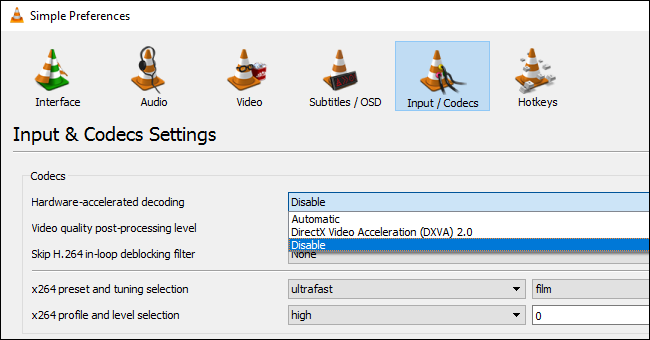 Simple Preferences
Interface
Audio
Video
Subtitles / OSD
Input / Codecs
Hotkeys
Input & Codecs Settings
Codecs
Hardware-accelerated decoding
Disable
Automatic
Video quality post-processing level
DirectX Video Acceleration (DXVA) 2.0
Disable
Skip H.264 in-loop deblocking filter
None
x264 preset and tuning selection
ultrafast
film
x264 profile and level selection
high
0